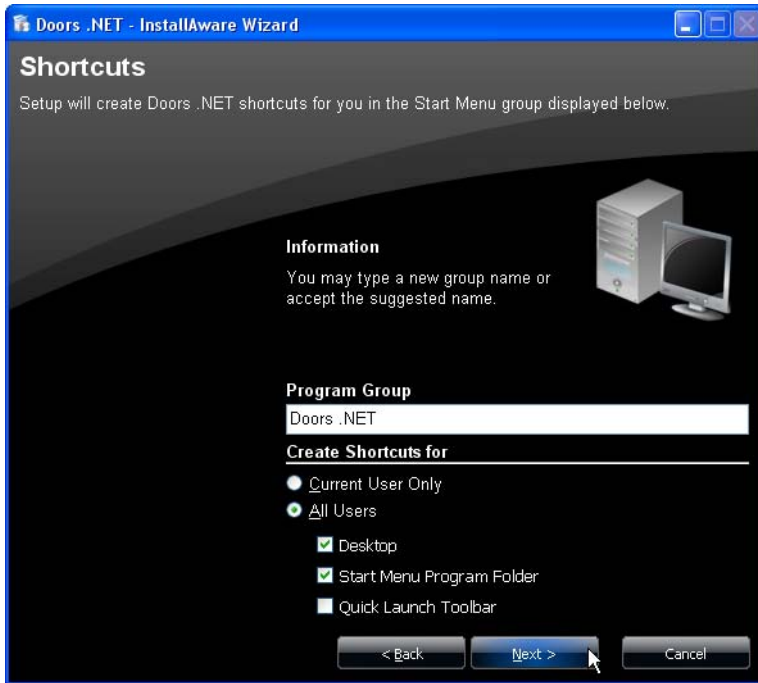 Doors .NET - InstallAware Wizard
Shortcuts
Setup will create Doors .NET shortcuts for you in the Start Menu group displayed below.
Information
You may type a new group name or
accept the suggested name.
Program Group
Doors .NET
Create Shortcuts for
Current User Only
All Users
Desktop
Start Menu Program Folder
Quick Launch Toolbar
< Back
Next >
Cancel